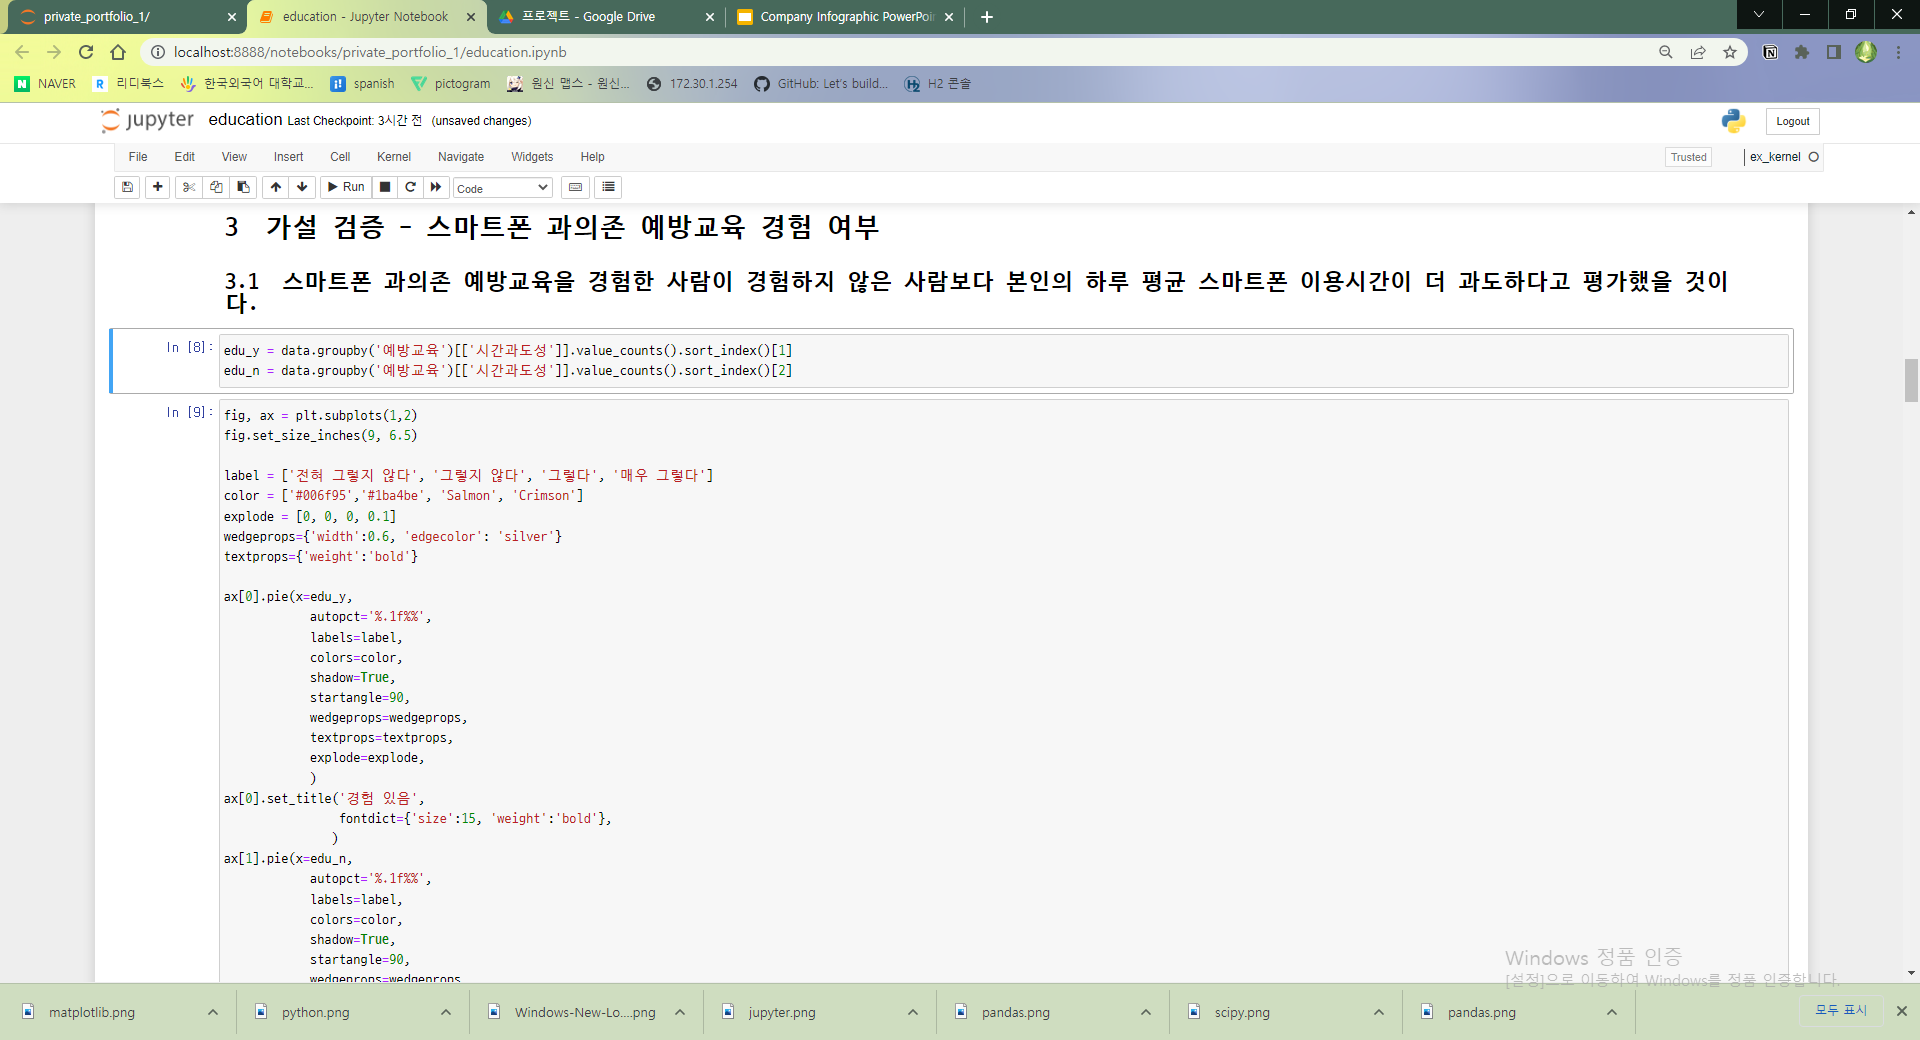 private_portfolio_1/
education - Jupyter Notebook
프로젝트 - Google Drive
Company Infographic PowerPoi
localhost:8888/notebooks/private_portfolio_1/education.ipynb
NAVER
리디북스
한국외국어 대학교...
spanish
pictogram
원신 맵스 - 원신...
172.30.1.254
GitHub: Let's build...
H2 콘솔
jupyter education Last Checkpoint: 3시간 전 (unsaved changes)
Logout
File Edit View Insert Cell Kernel Navigate Widgets Help
Trusted
ex_kernel
Run
Code
3 가설 검증 - 스마트폰 과의존 예방교육 경험 여부
3.1 스마트폰 과의존 예방교육을 경험한 사람이 경험하지 않은 사람보다 본인의 하루 평균 스마트폰 이용시간이 더 과도하다고 평가했을 것이
다.
In [8]:
edu_y = data.groupby('예방교육')[['시간과도성']].value_counts().sort_index()[1]
edu_n = data.groupby('예방교육')[['시간과도성']].value_counts().sort_index()[2]
In [9]:
fig, ax = plt.subplots(1,2)
fig.set_size_inches(9, 6.5)
label = ['전혀 그렇지 않다', '그렇지 않다', '그렇다', '매우 그렇다']
color = ['#006f95','#1ba4be', 'Salmon', 'Crimson']
explode = [0, 0, 0, 0.1]
wedgeprops={'width':0.6, 'edgecolor': 'silver'}
textprops={'weight':'bold'}
ax[0].pie(x=edu_y,
autopct='%.1f%%',
labels=label,
colors=color,
shadow=True,
startangle=90,
wedgeprops=wedgeprops,
textprops=textprops,
explode=explode,
)
ax[0].set_title('경험 있음',
fontdict={'size':15, 'weight':'bold'},
)
ax[1].pie(x=edu_n,
autopct='%.1f%%',
labels=label,
colors=color,
shadow=True,
startangle=90,
wedgeprops=wedgeprops
Windows 정품 인증
[설정]으로 이동하여 Windows를 정품 인증합니다.
matplotlib.png
python.png
Windows-New-Lo....png
jupyter.png
pandas.png
scipy.png
pandas.png
모두 표시